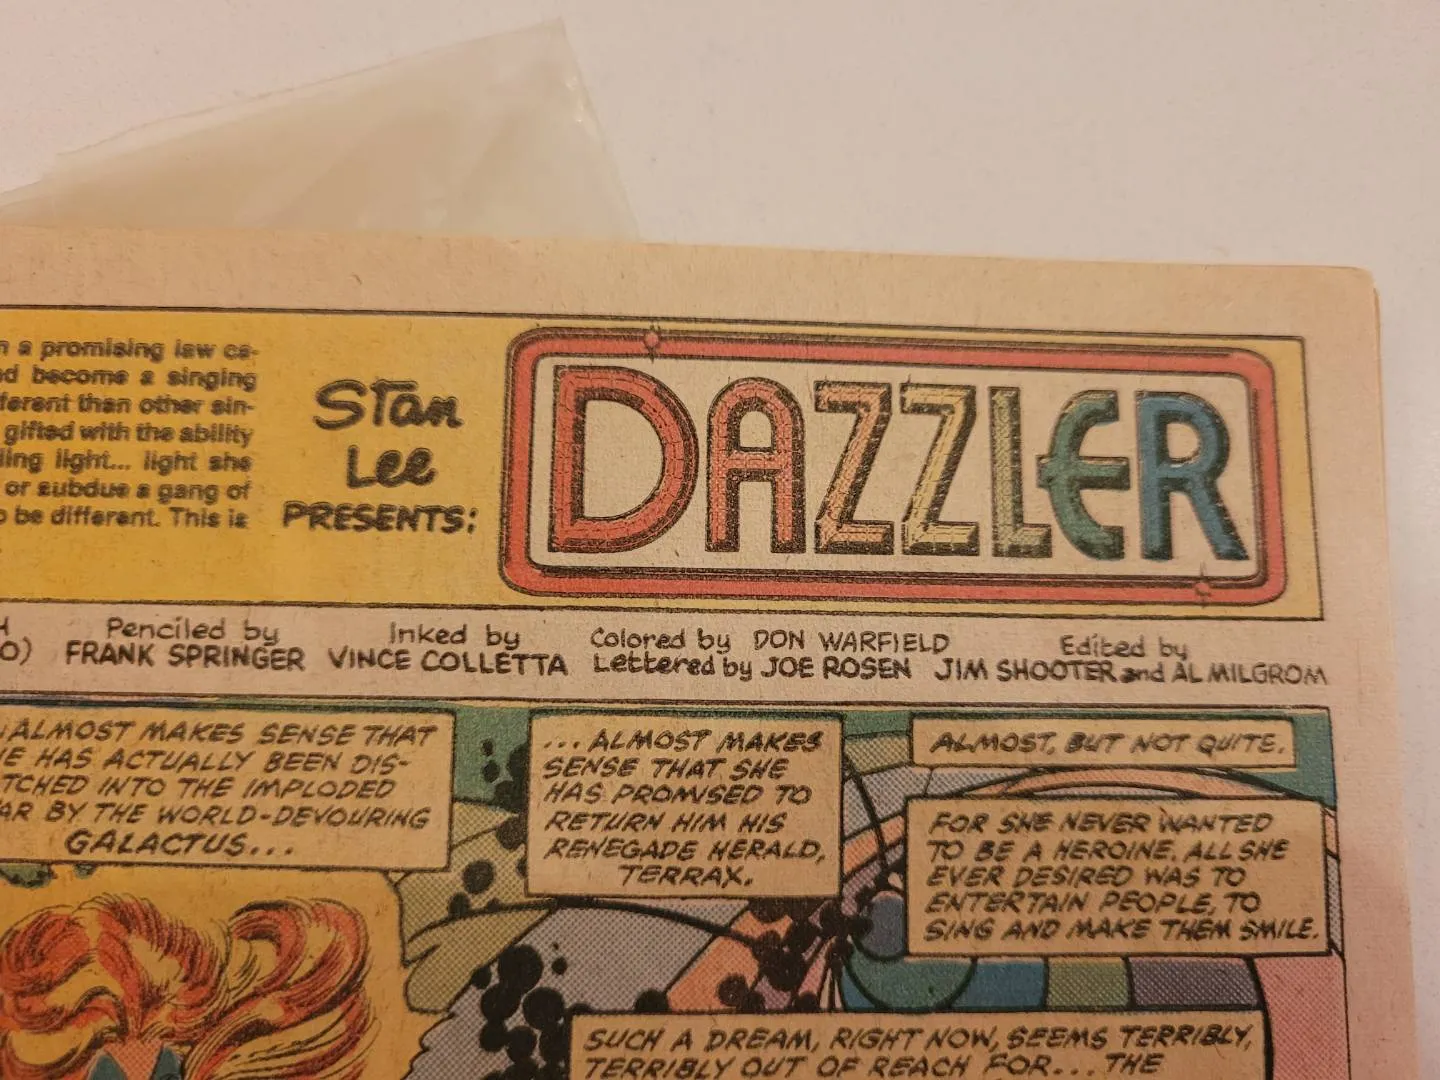 a promising law ca-
become a singing
than other sin-
gifted with the ability
light... light she
or subdue a gang of
be different. This is
Stan
Lee
PRESENTS:
DAZZLER
Penciled by
FRANK SPRINGER
Inked by
VINCE COLLETTA
Colored by DON WARFIELD
Lettered by JOE ROSEN
Edited by
JIM SHOOTER and AL MILGROM
ALMOST MAKES SENSE THAT
HAS ACTUALLY BEEN DIS-
INTO THE IMPLODED
BY THE WORLD-DEVOURING
GALACTUS...
... ALMOST MAKES
SENSE THAT SHE
HAS PROMISED TO
RETURN HIM HIS
RENEGADE HERALD,
TERRAX.
ALMOST, BUT NOT QUITE.
FOR SHE NEVER WANTED
TO BE A HEROINE. ALL SHE
EVER DESIRED WAS TO
ENTERTAIN PEOPLE, TO
SING AND MAKE THEM SMILE.
SUCH A DREAM, RIGHT NOW, SEEMS TERRIBLY,
TERRIBLY OUT OF REACH FOR... THE